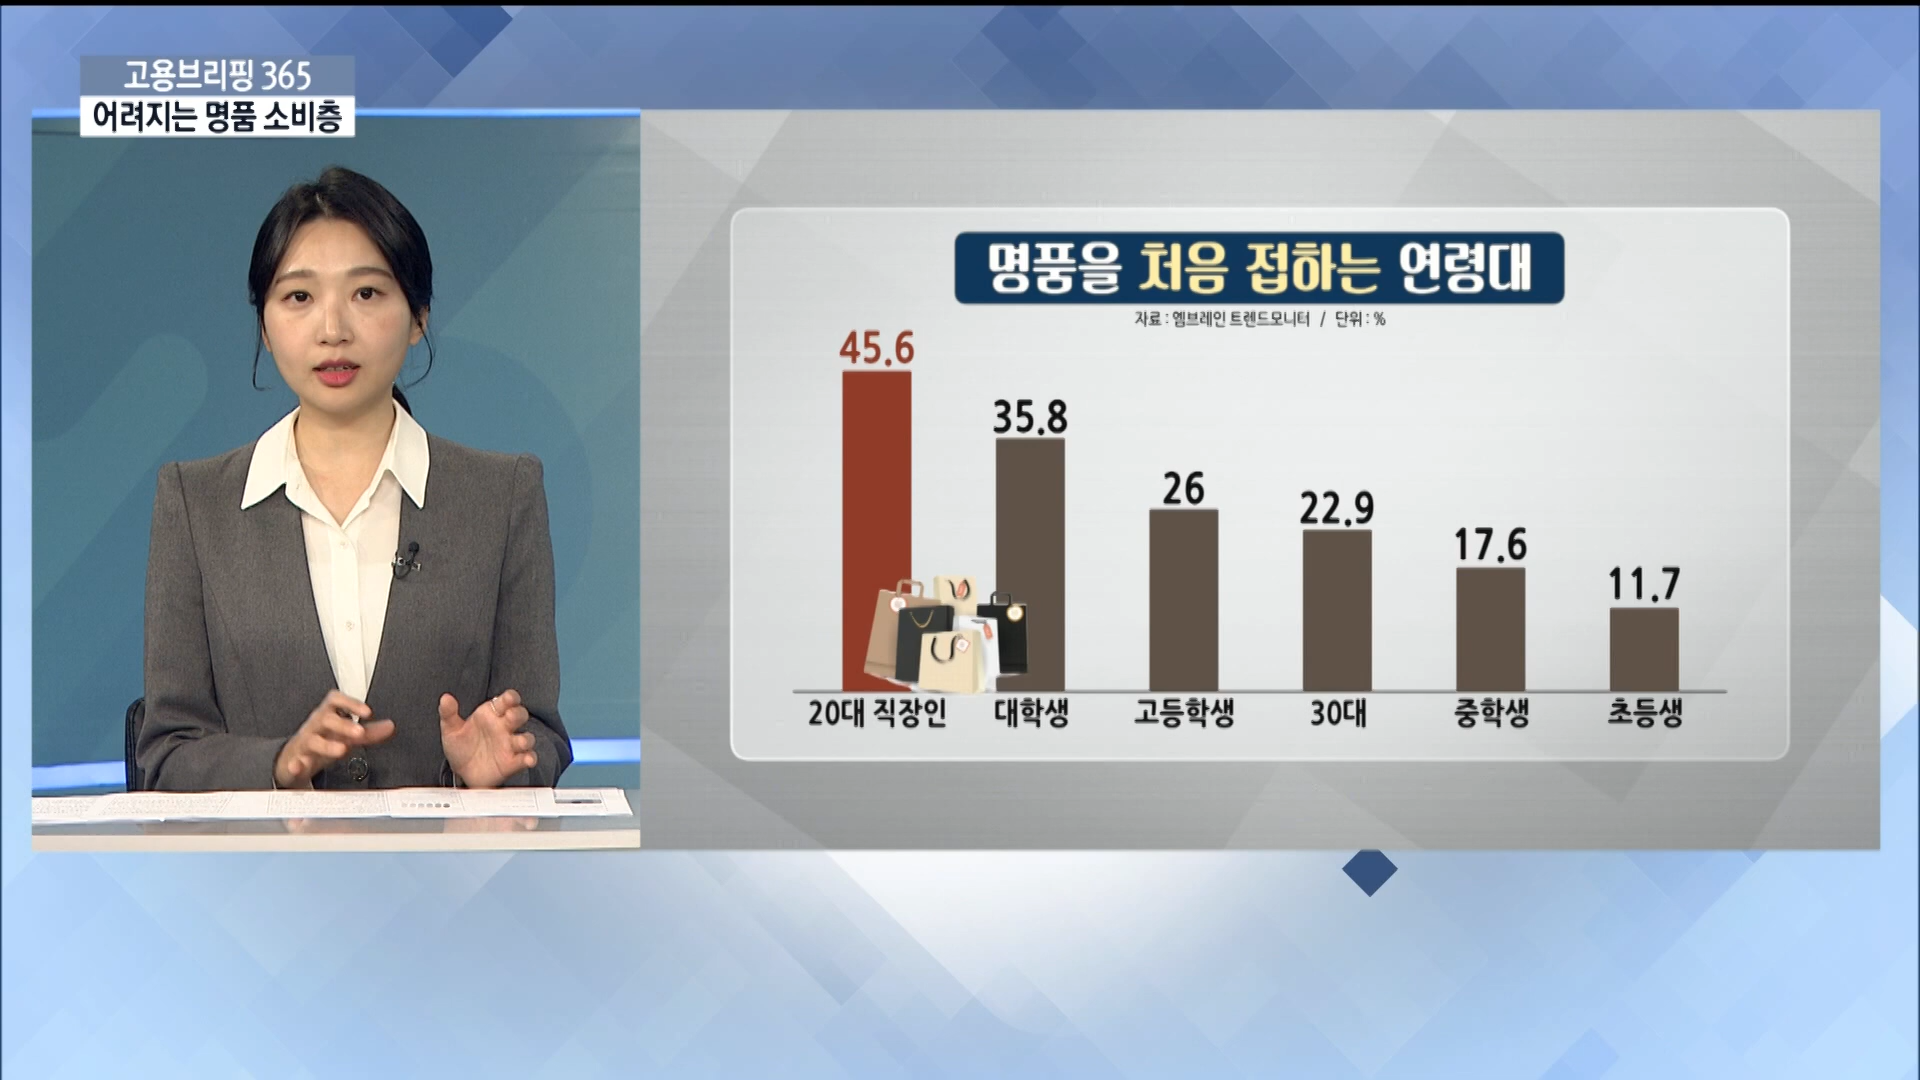 고용브리핑 365
어려지는 명품 소비층
명품을 처음 접하는 연령대
자료 : 엠브레인 트렌드모니터 / 단위 : %
45.6
35.8
26
22.9
17.6
11.7
20대 직장인
대학생
고등학생
30대
중학생
초등생